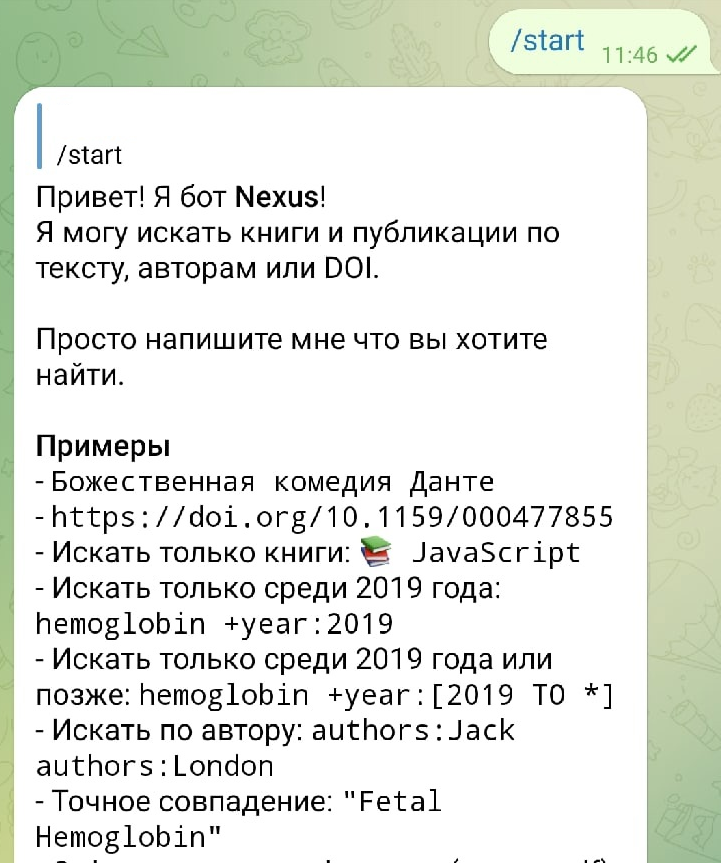 /start
11:46
/start
Привет! Я бот Nexus!
Я могу искать книги и публикации по
тексту, авторам или DOI.
Просто напишите мне что вы хотите
найти.
Примеры
- Божественная комедия Данте
- https://doi.org/10.1159/000477855
- Искать только книги: 📚 JavaScript
- Искать только среди 2019 года:
hemoglobin +year:2019
- Искать только среди 2019 года или
позже: hemoglobin +year:[2019 TO *]
- Искать по автору: authors:Jack
authors:London
- Точное совпадение: "Fetal
Hemoglobin"